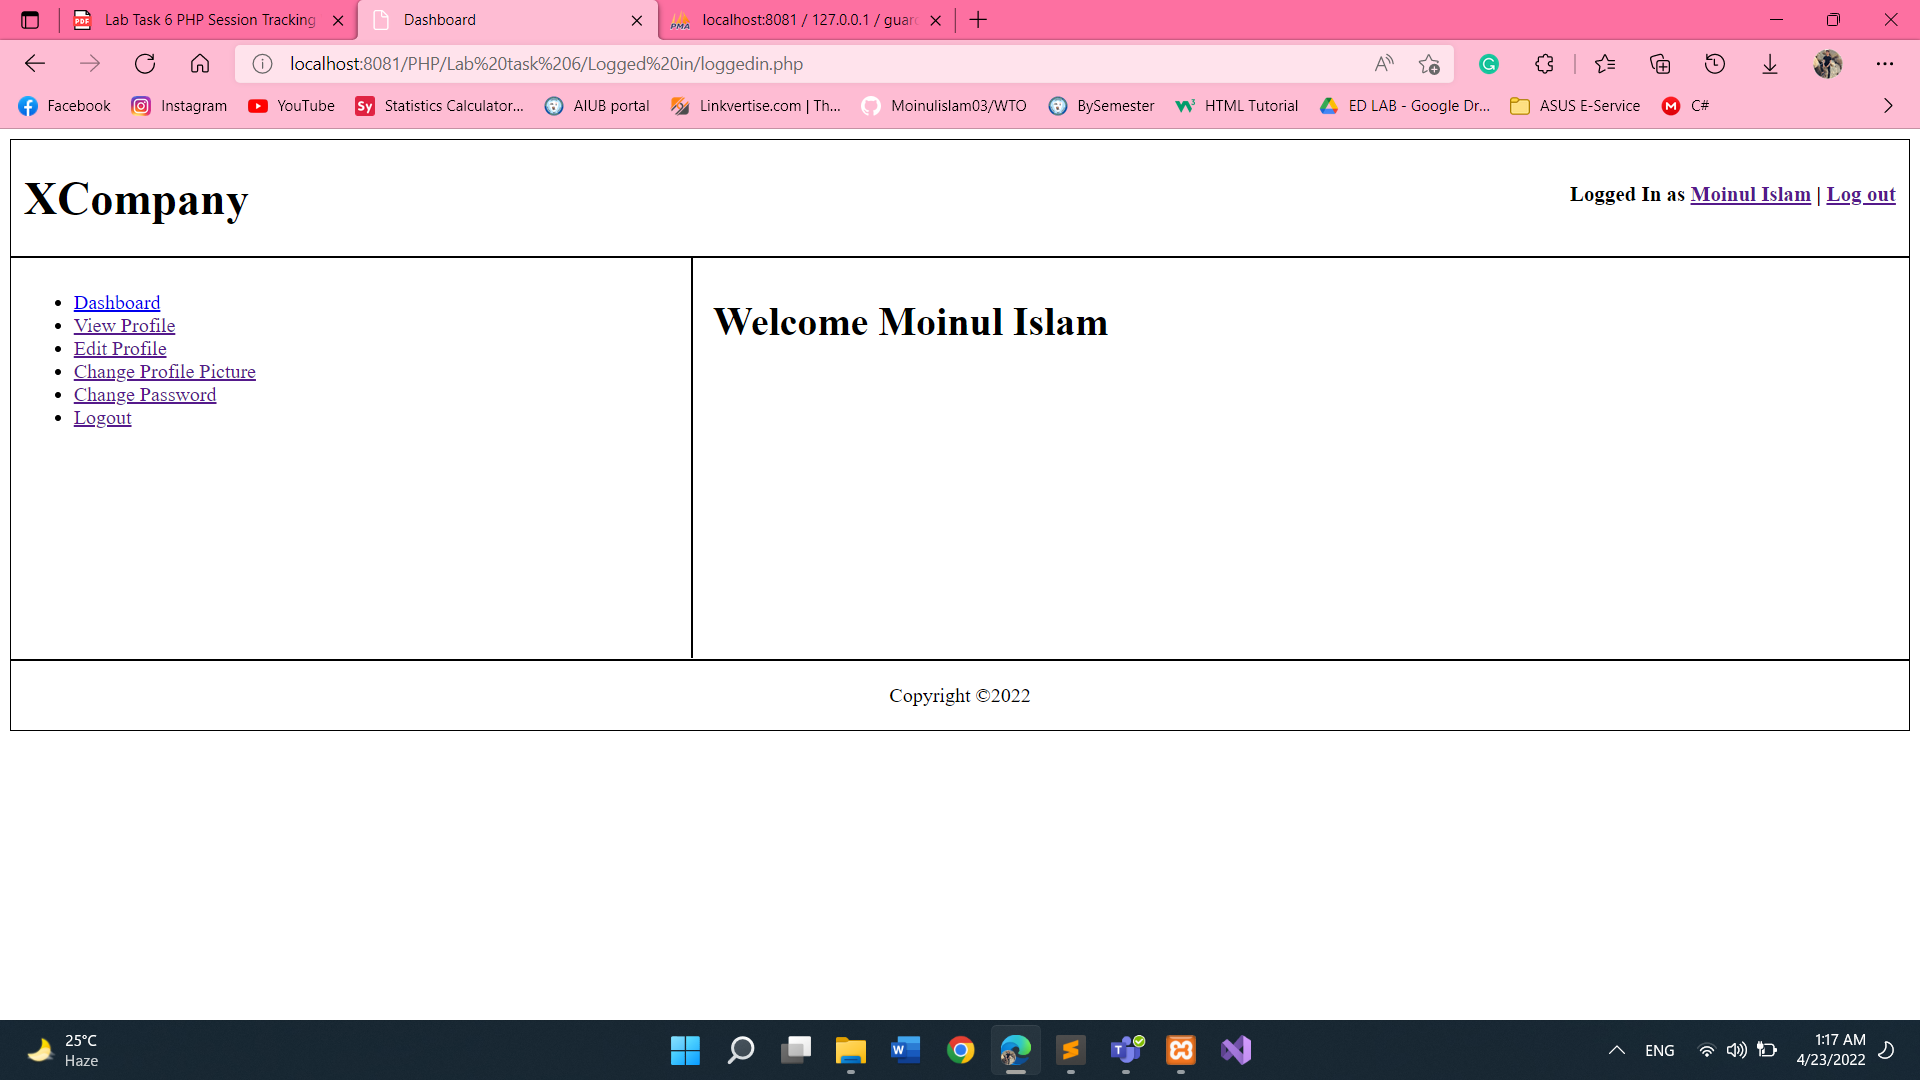 Lab Task 6 PHP Session Tracking
Dashboard
localhost:8081 / 127.0.0.1 / guar
localhost:8081/PHP/Lab%20task%206/Logged%20in/loggedin.php
Facebook
Instagram
YouTube
Sy Statistics Calculator...
AIUB portal
Linkvertise.com | Th...
MoinulIslam03/WTO
BySemester
HTML Tutorial
ED LAB - Google Dr...
ASUS E-Service
C#
XCompany
Logged In as Moinul Islam | Log out
Dashboard
View Profile
Edit Profile
Change Profile Picture
Change Password
Logout
Welcome Moinul Islam
Copyright ©2022
25°C
Haze
ENG
1:17 AM
4/23/2022